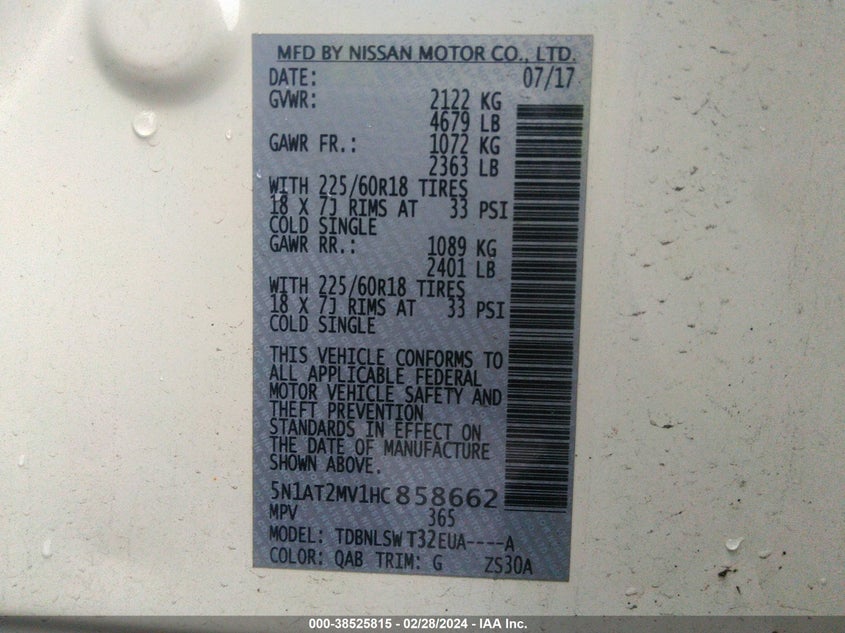 MFD BY NISSAN MOTOR CO., LTD.
DATE: 07/17
GVWR: 2122 KG
4679 LB
GAWR FR.: 1072 KG
2363 LB
WITH 225/60R18 TIRES
18 X 7J RIMS AT 33 PSI
COLD SINGLE
GAWR RR.: 1089 KG
2401 LB
WITH 225/60R18 TIRES
18 X 7J RIMS AT 33 PSI
COLD SINGLE
THIS VEHICLE CONFORMS TO
ALL APPLICABLE FEDERAL
MOTOR VEHICLE SAFETY AND
THEFT PREVENTION
STANDARDS IN EFFECT ON
THE DATE OF MANUFACTURE
SHOWN ABOVE.
5N1AT2MV1HC858662
MPV 365
MODEL: TDBNLSW T32EUA----A
COLOR: QAB TRIM: G ZS30A
000-38525815 - 02/28/2024 - IAA Inc.